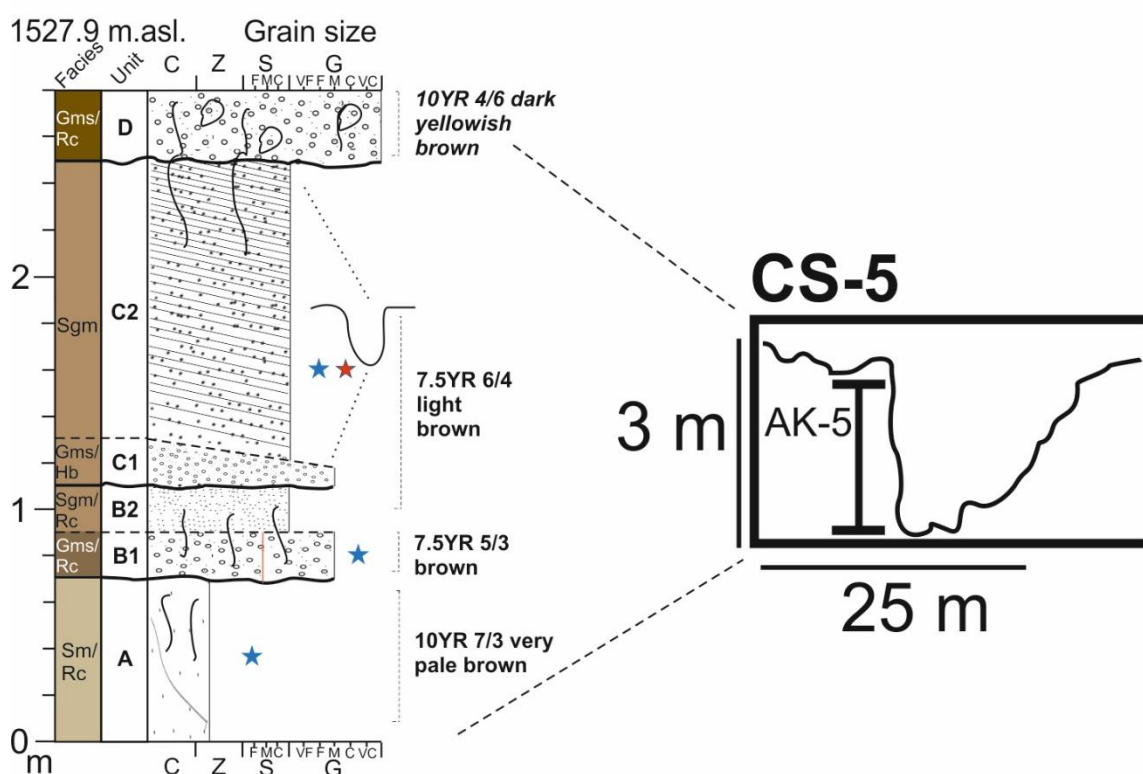 1527.9 m.asl. Grain size
Facies Unit C Z S G
F M C VF F M C VC
Gms/
Rc
D
10YR 4/6 dark
yellowish
brown
Sgm
C2
2
CS-5
7.5YR 6/4
light
brown
3 m
AK-5
Gms/
Hb
C1
Sgm/
Rc
B2
1
Gms/
Rc
B1
7.5YR 5/3
brown
25 m
Sm/
Rc
A
10YR 7/3 very
pale brown
0
m
F M C VF F M C VC
C Z S G